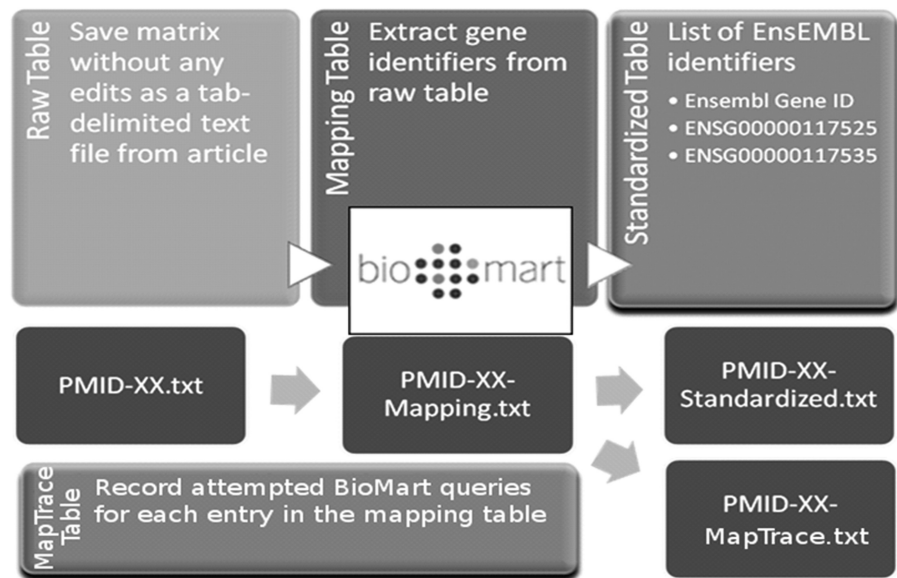 Raw Table
Save matrix
without any
edits as a tab-
delimited text
file from article
Mapping Table
Extract gene
identifiers from
raw table
bio mart
Standardized Table
List of EnsEMBL
identifiers
• Ensembl Gene ID
• ENSG00000117525
• ENSG00000117535
PMID-XX.txt
PMID-XX-
Mapping.txt
PMID-XX-
Standardized.txt
MapTrace
Table
Record attempted BioMart queries
for each entry in the mapping table
PMID-XX-
MapTrace.txt